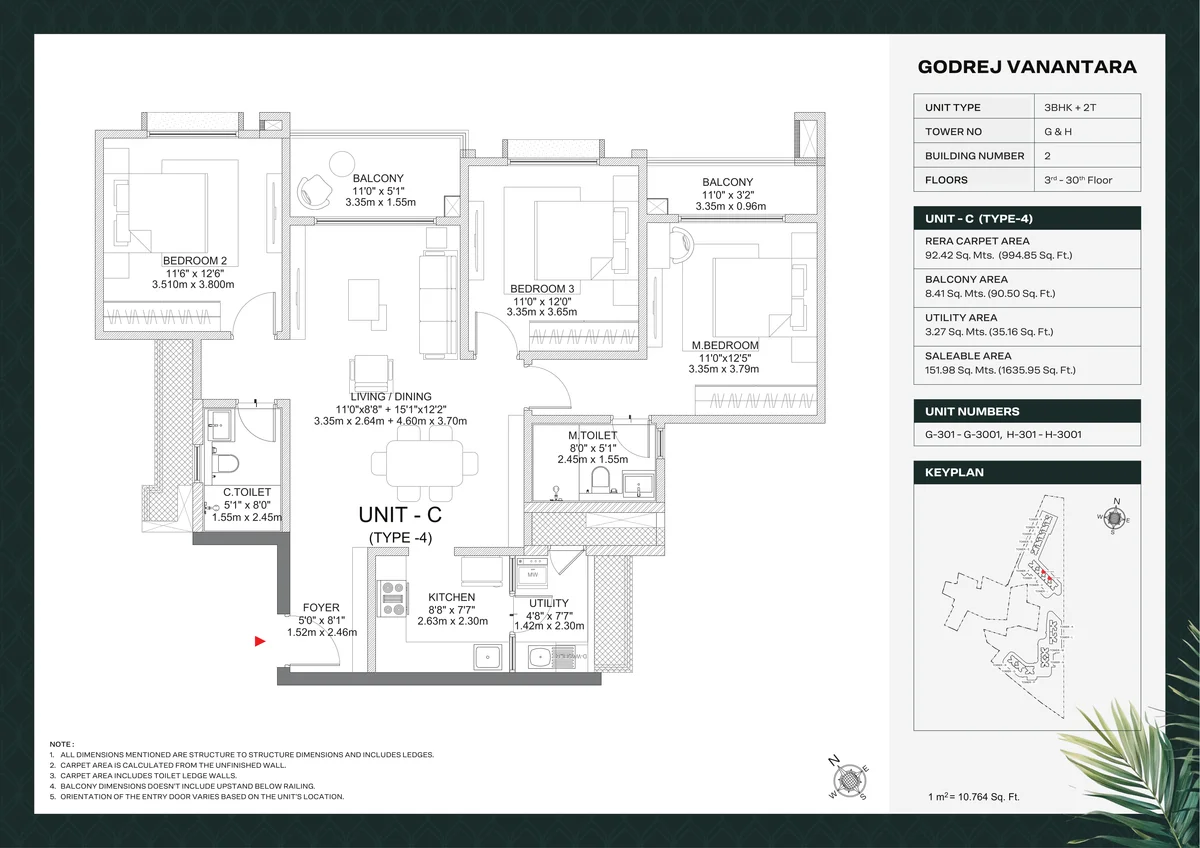 GODREJ VANANTARA
UNIT TYPE 3BHK + 2T
TOWER NO G & H
BUILDING NUMBER 2
FLOORS 3rd - 30th Floor
UNIT - C (TYPE-4)
RERA CARPET AREA
92.42 Sq. Mts. (994.85 Sq. Ft.)
BALCONY AREA
8.41 Sq. Mts. (90.50 Sq. Ft.)
UTILITY AREA
3.27 Sq. Mts. (35.16 Sq. Ft.)
SALEABLE AREA
151.98 Sq. Mts. (1635.95 Sq. Ft.)
UNIT NUMBERS
G-301 - G-3001, H-301 - H-3001
KEYPLAN
N
W
E
S
1 m2 = 10.764 Sq. Ft.
BALCONY
11'0" x 5'1"
3.35m x 1.55m
BALCONY
11'0" x 3'2"
3.35m x 0.96m
BEDROOM 2
11'6" x 12'6"
3.510m x 3.800m
BEDROOM 3
11'0" x 12'0"
3.35m x 3.65m
M.BEDROOM
11'0"x12'5"
3.35m x 3.79m
LIVING / DINING
11'0"x8'8" + 15'1"x12'2"
3.35m x 2.64m + 4.60m x 3.70m
M.TOILET
8'0" x 5'1"
2.45m x 1.55m
C.TOILET
5'1" x 8'0"
1.55m x 2.45m
UNIT - C
(TYPE -4)
MW
KITCHEN
8'8" x 7'7"
2.63m x 2.30m
UTILITY
4'8" x 7'7"
1.42m x 2.30m
FOYER
5'0" x 8'1"
1.52m x 2.46m
NOTE :
1. ALL DIMENSIONS MENTIONED ARE STRUCTURE TO STRUCTURE DIMENSIONS AND INCLUDES LEDGES.
2. CARPET AREA IS CALCULATED FROM THE UNFINISHED WALL.
3. CARPET AREA INCLUDES TOILET LEDGE WALLS.
4. BALCONY DIMENSIONS DOESN'T INCLUDE UPSTAND BELOW RAILING.
5. ORIENTATION OF THE ENTRY DOOR VARIES BASED ON THE UNIT'S LOCATION.
N
E
W
S